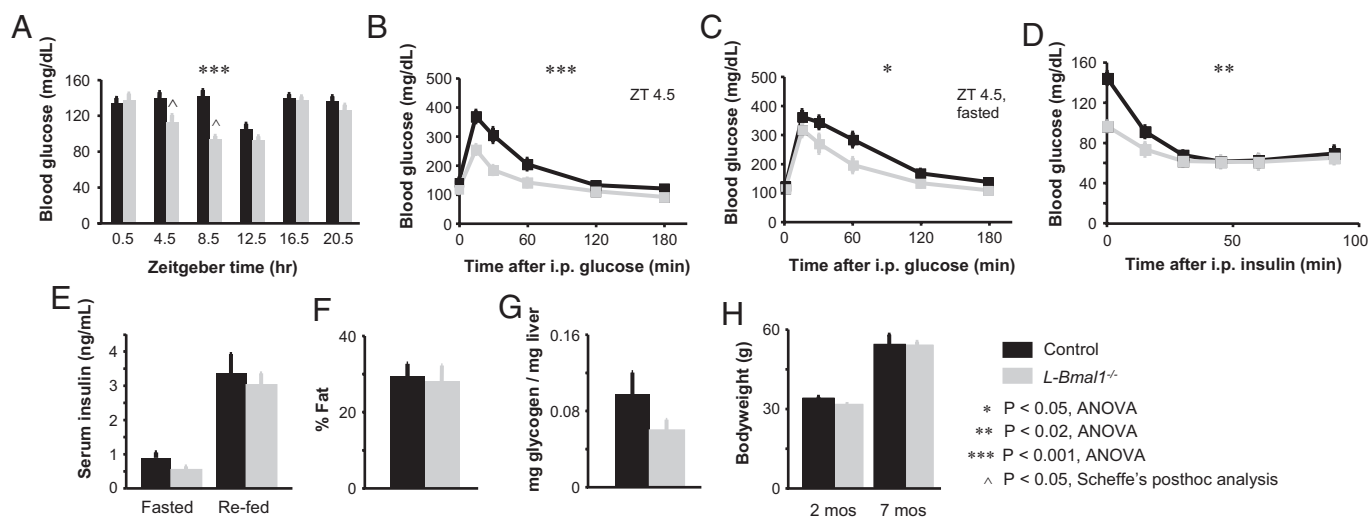 A
Blood glucose (mg/dL)
160
120
80
40
0
***
^
^
0.5 4.5 8.5 12.5 16.5 20.5
Zeitgeber time (hr)
B
Blood glucose (mg/dL)
500
400
300
200
100
0
***
ZT 4.5
0 60 120 180
Time after i.p. glucose (min)
C
Blood glucose (mg/dL)
500
400
300
200
100
0
*
ZT 4.5,
fasted
0 60 120 180
Time after i.p. glucose (min)
D
Blood glucose (mg/dL)
160
120
80
40
0
**
0 50 100
Time after i.p. insulin (min)
E
Serum insulin (ng/mL)
4
3
2
1
0
Fasted Re-fed
F
% Fat
40
20
0
G
mg glycogen / mg liver
0.16
0.08
0
H
Bodyweight (g)
60
30
0
2 mos 7 mos
Control
L-Bmal1-/-
* P < 0.05, ANOVA
** P < 0.02, ANOVA
*** P < 0.001, ANOVA
^ P < 0.05, Scheffe's posthoc analysis